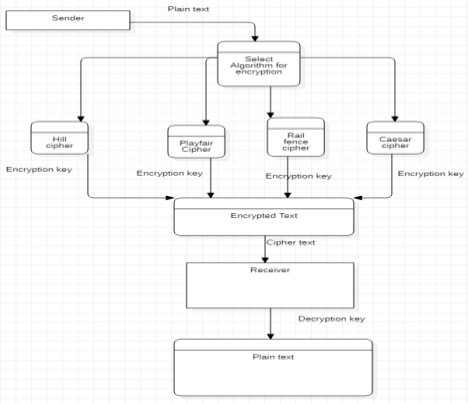 Plain text
Sender
Select
Algorithm for
encryption
Hill
cipher
Playfair
Cipher
Rail
fence
cipher
Caesar
cipher
Encryption key
Encryption key
Encryption key
Encryption key
Encrypted Text
Cipher text
Receiver
Decryption key
Plain text